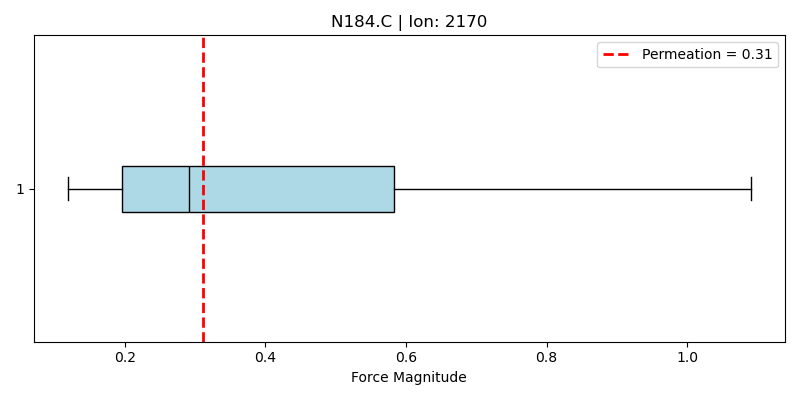 N184.C | Ion: 2170
Permeation = 0.31
1
0.2 0.4 0.6 0.8 1.0
Force Magnitude